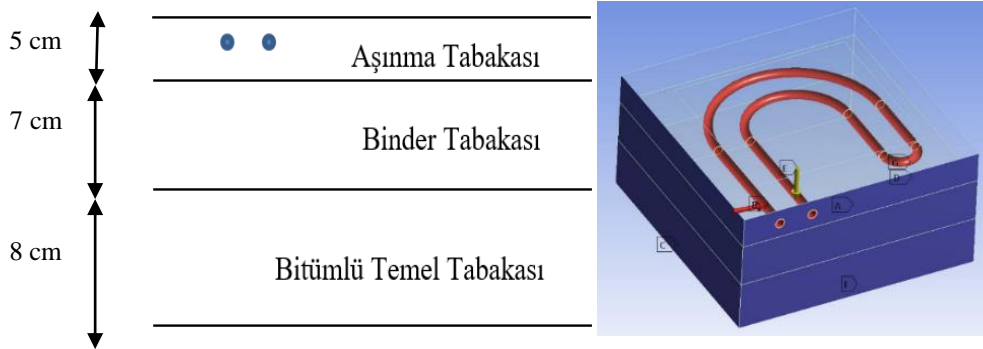 5 cm
Aşınma Tabakası
7 cm
Binder Tabakası
8 cm
Bitümlü Temel Tabakası
E
G
D
A
C